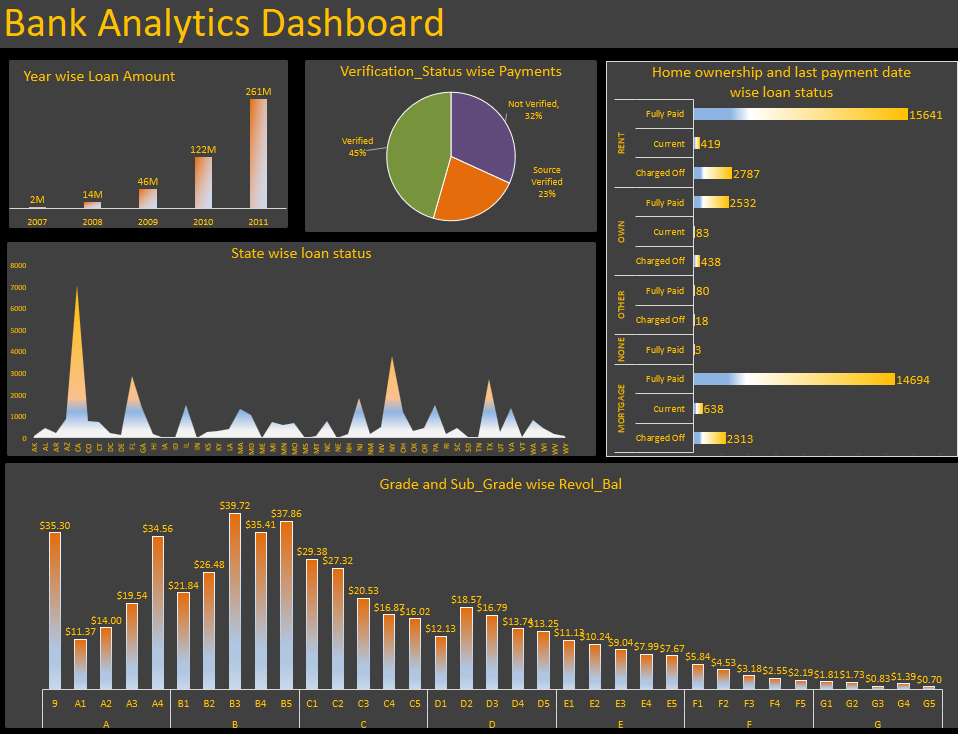 Bank Analytics Dashboard
Year wise Loan Amount
2M
14M
46M
122M
261M
2007 2008 2009 2010 2011
Verification_Status wise Payments
Not Verified,
32%
Verified
45%
Source
Verified
23%
Home ownership and last payment date
wise loan status
RENT
Fully Paid 15641
Current 419
Charged Off 2787
OWN
Fully Paid 2532
Current 83
Charged Off 438
OTHER
Fully Paid 80
Charged Off 18
NONE
Fully Paid 3
MORTGAGE
Fully Paid 14694
Current 638
Charged Off 2313
State wise loan status
8000
7000
6000
5000
4000
3000
2000
1000
0
AK AL AR AZ CA CO CT DC DE FL GA HI IA ID IL IN KS KY LA MA MD ME MI MN MO MS MT NC NE NH NJ NM NV NY OH OK OR PA RI SC SD TN TX UT VA VT WA WI WV WY
Grade and Sub_Grade wise Revol_Bal
$35.30 $11.37 $14.00 $19.54 $34.56 $21.84 $26.48 $39.72 $35.41 $37.86 $29.38 $27.32 $20.53 $16.87 $16.02 $12.13 $18.57 $16.79 $13.74 $13.25 $11.13 $10.24 $9.04 $7.99 $7.67 $5.84 $4.53 $3.18 $2.55 $2.19 $1.81 $1.73 $0.83 $1.39 $0.70
9 A1 A2 A3 A4 B1 B2 B3 B4 B5 C1 C2 C3 C4 C5 D1 D2 D3 D4 D5 E1 E2 E3 E4 E5 F1 F2 F3 F4 F5 G1 G2 G3 G4 G5
A B C D E F G